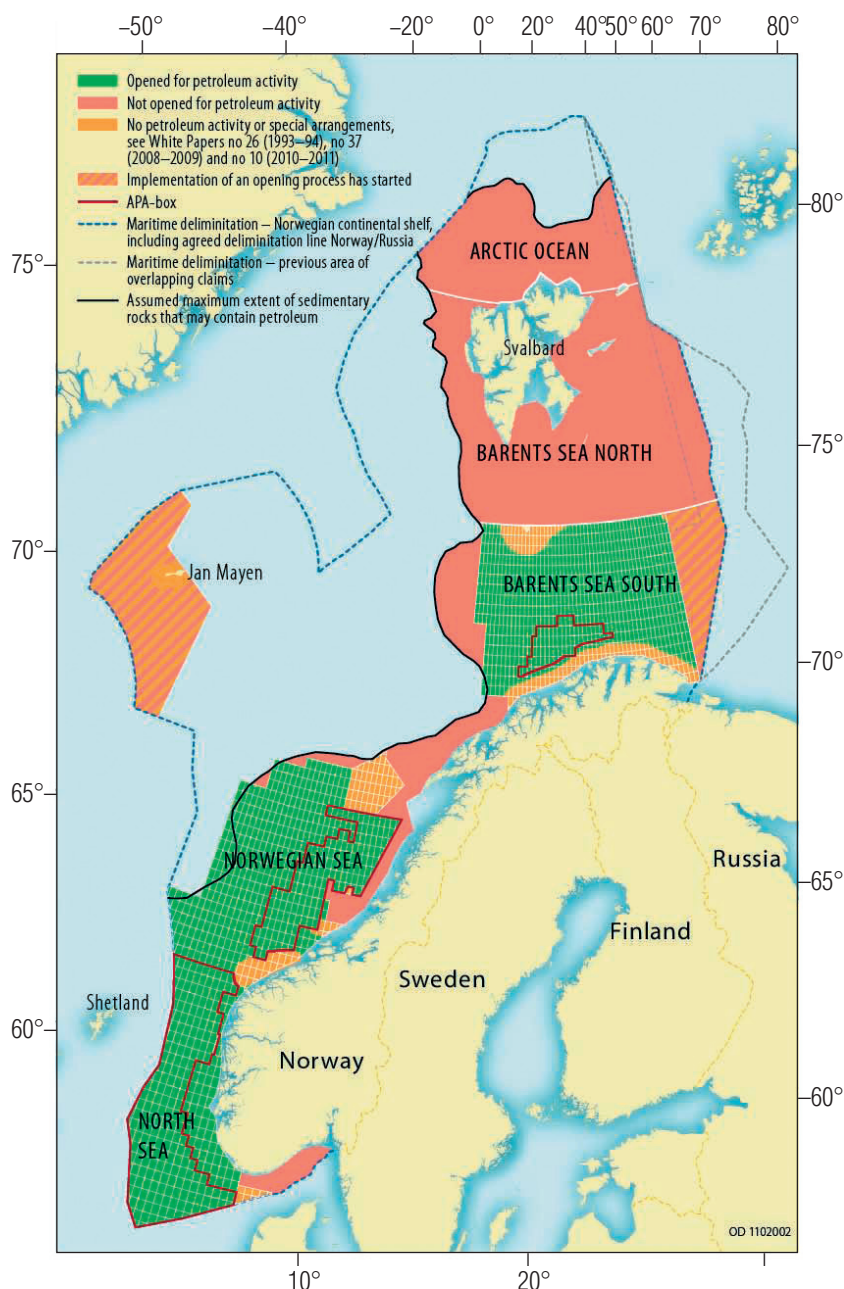 –50° –40° –20° 0° 20° 40° 50° 60° 70° 80°
Opened for petroleum activity
Not opened for petroleum activity
No petroleum activity or special arrangements,
see White Papers no 26 (1993–94), no 37
(2008–2009) and no 10 (2010–2011)
Implementation of an opening process has started
APA-box
Maritime deliminitation – Norwegian continental shelf,
including agreed deliminitation line Norway/Russia
Maritime deliminitation – previous area of
overlapping claims
Assumed maximum extent of sedimentary
rocks that may contain petroleum
80°
75°
ARCTIC OCEAN
Svalbard
75°
BARENTS SEA NORTH
70°
Jan Mayen
BARENTS SEA SOUTH
70°
65°
NORWEGIAN SEA
Russia
65°
Finland
Sweden
Shetland
60°
Norway
60°
NORTH
SEA
OD 1102002
10° 20°